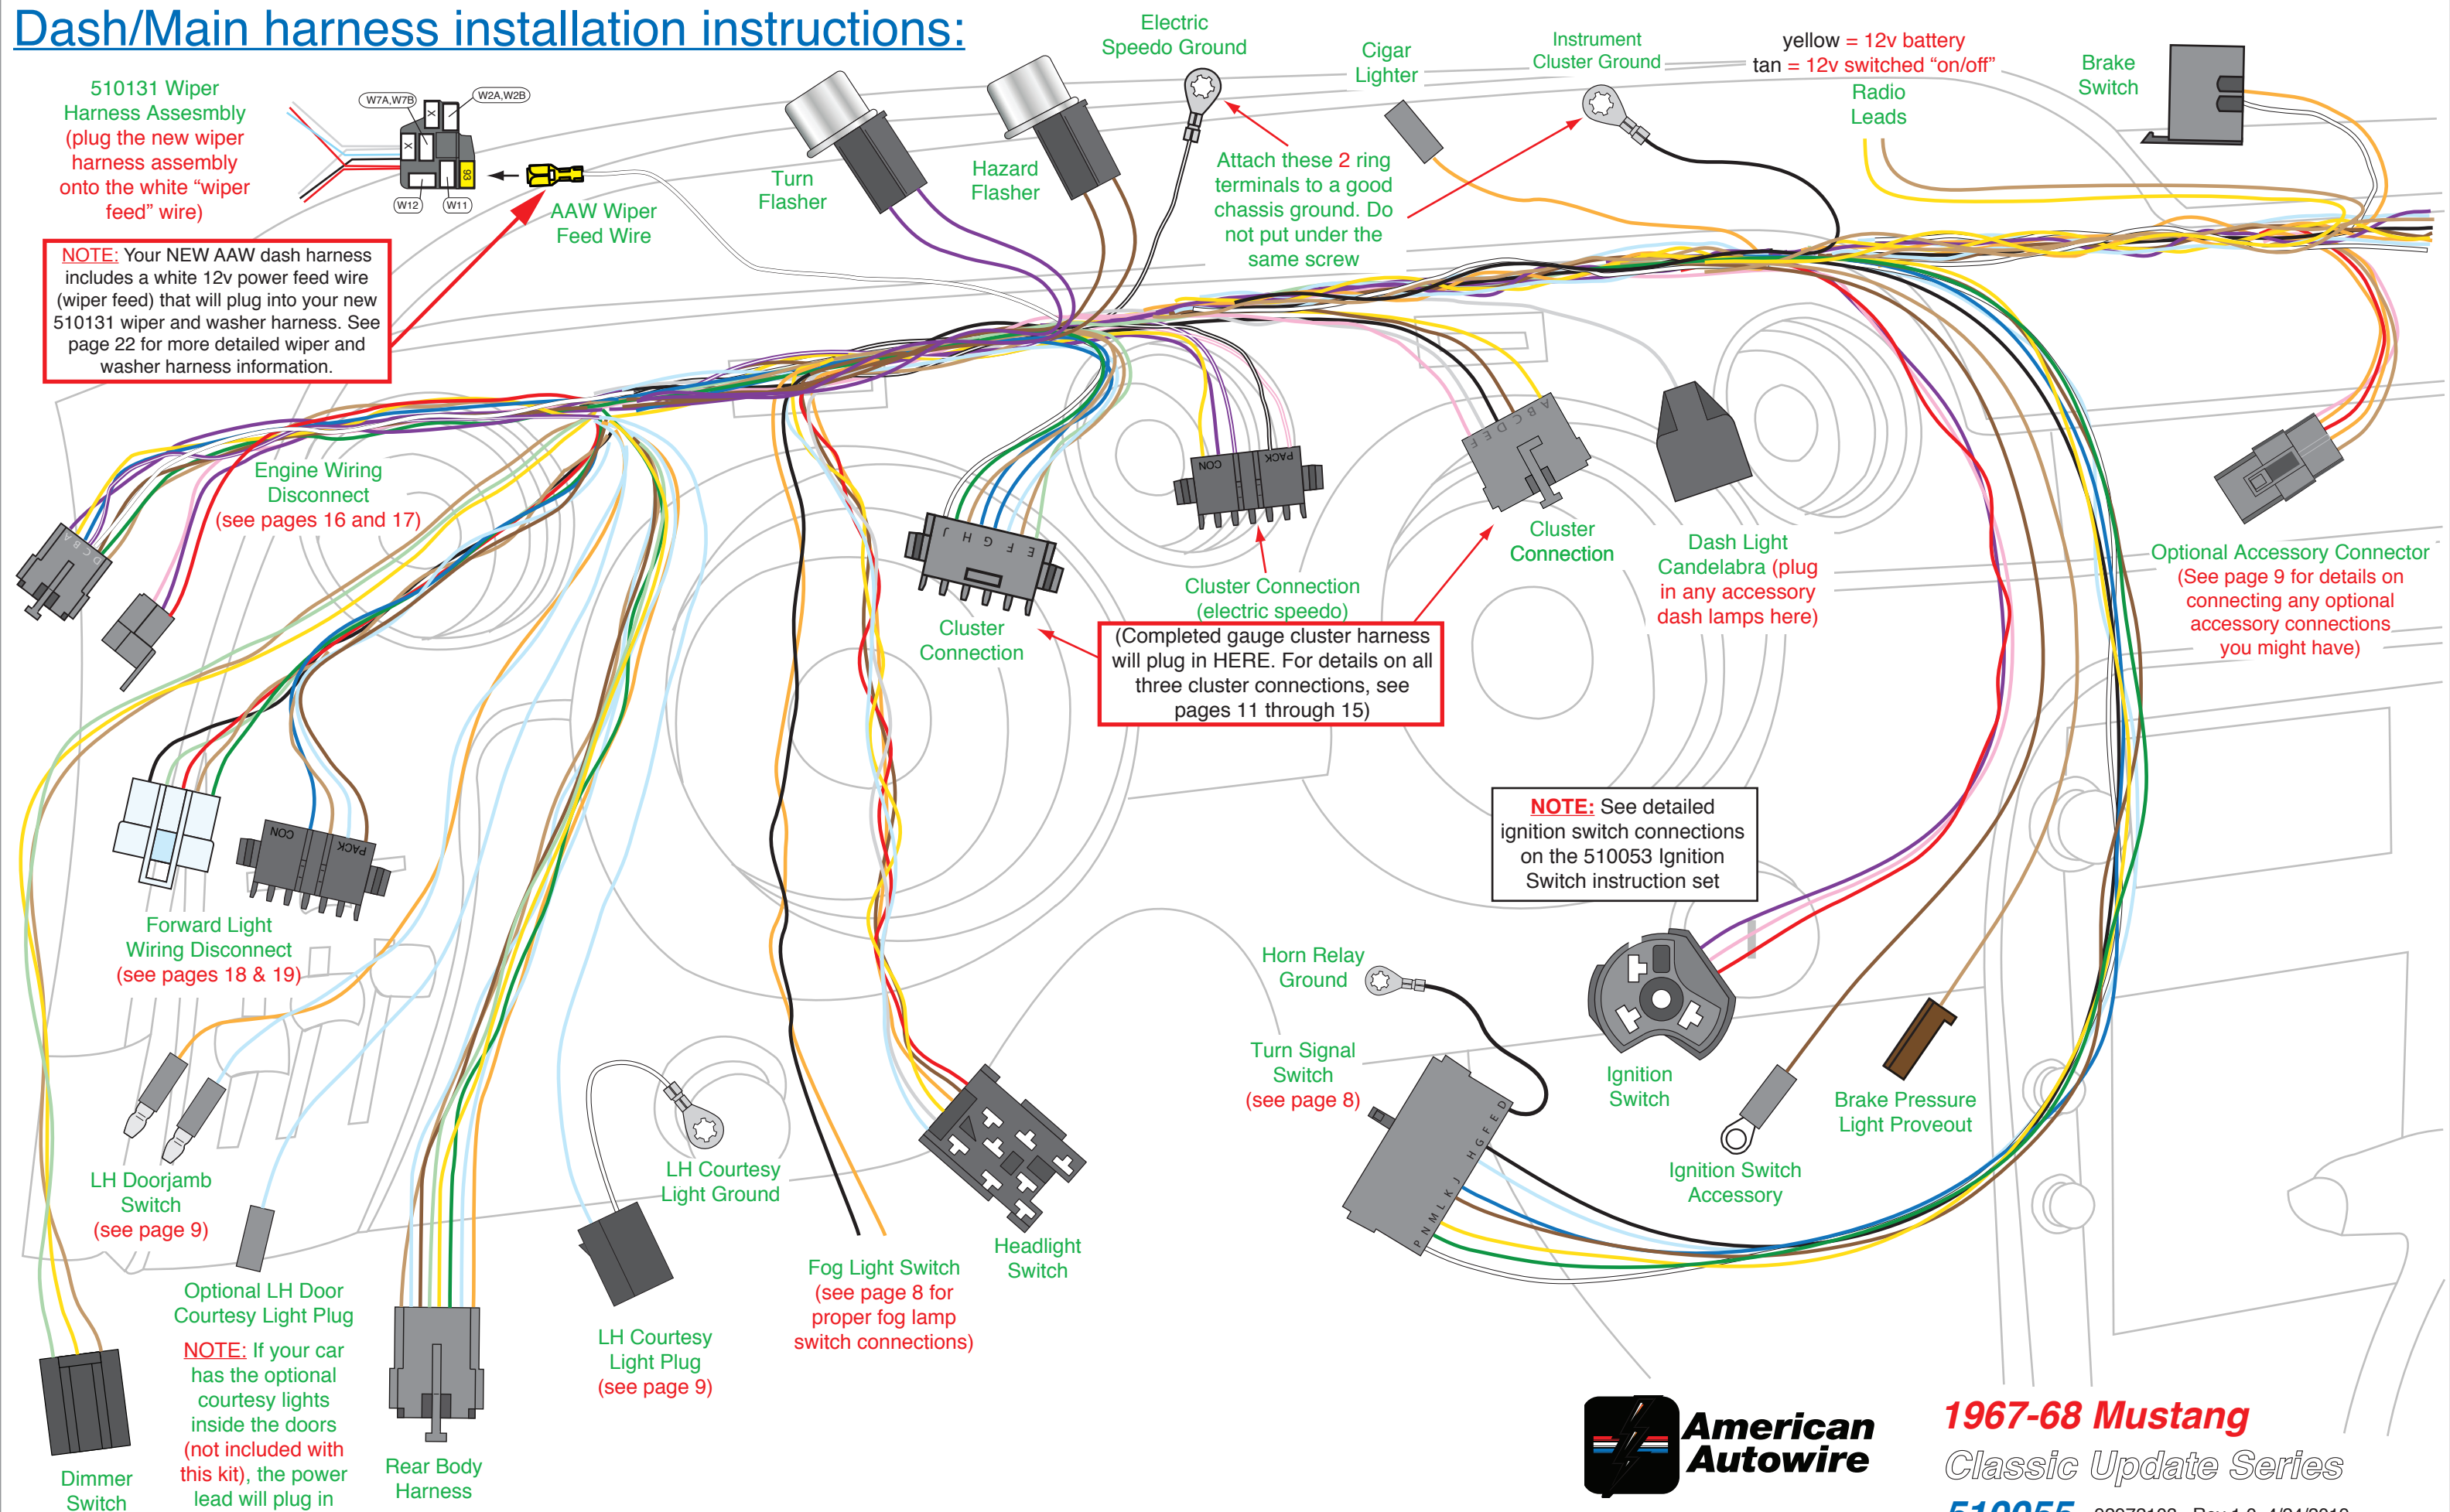 Dash/Main harness installation instructions:
510131 Wiper
Harness Assesmbly
(plug the new wiper
harness assembly
onto the white “wiper
feed” wire)
W7A,W7B
W2A,W2B
X
X
93
W12
W11
AAW Wiper
Feed Wire
NOTE: Your NEW AAW dash harness
includes a white 12v power feed wire
(wiper feed) that will plug into your new
510131 wiper and washer harness. See
page 22 for more detailed wiper and
washer harness information.
Turn
Flasher
Hazard
Flasher
Electric
Speedo Ground
Cigar
Lighter
Instrument
Cluster Ground
Attach these 2 ring
terminals to a good
chassis ground. Do
not put under the
same screw
yellow = 12v battery
tan = 12v switched “on/off”
Radio
Leads
Brake
Switch
Engine Wiring
Disconnect
(see pages 16 and 17)
A
B
C
D
J H G F E
Cluster
Connection
CON
PACK
Cluster Connection
(electric speedo)
(Completed gauge cluster harness
will plug in HERE. For details on all
three cluster connections, see
pages 11 through 15)
F E D C B A
Cluster
Connection
Dash Light
Candelabra (plug
in any accessory
dash lamps here)
Optional Accessory Connector
(See page 9 for details on
connecting any optional
accessory connections
you might have)
CON
PACK
Forward Light
Wiring Disconnect
(see pages 18 & 19)
NOTE: See detailed
ignition switch connections
on the 510053 Ignition
Switch instruction set
Horn Relay
Ground
Turn Signal
Switch
(see page 8)
P N M L K J H G F E D
Ignition
Switch
Ignition Switch
Accessory
Brake Pressure
Light Proveout
LH Doorjamb
Switch
(see page 9)
Optional LH Door
Courtesy Light Plug
NOTE: If your car
has the optional
courtesy lights
inside the doors
(not included with
this kit), the power
lead will plug in
Dimmer
Switch
Rear Body
Harness
LH Courtesy
Light Ground
LH Courtesy
Light Plug
(see page 9)
Fog Light Switch
(see page 8 for
proper fog lamp
switch connections)
Headlight
Switch
American
Autowire
1967-68 Mustang
Classic Update Series
510055